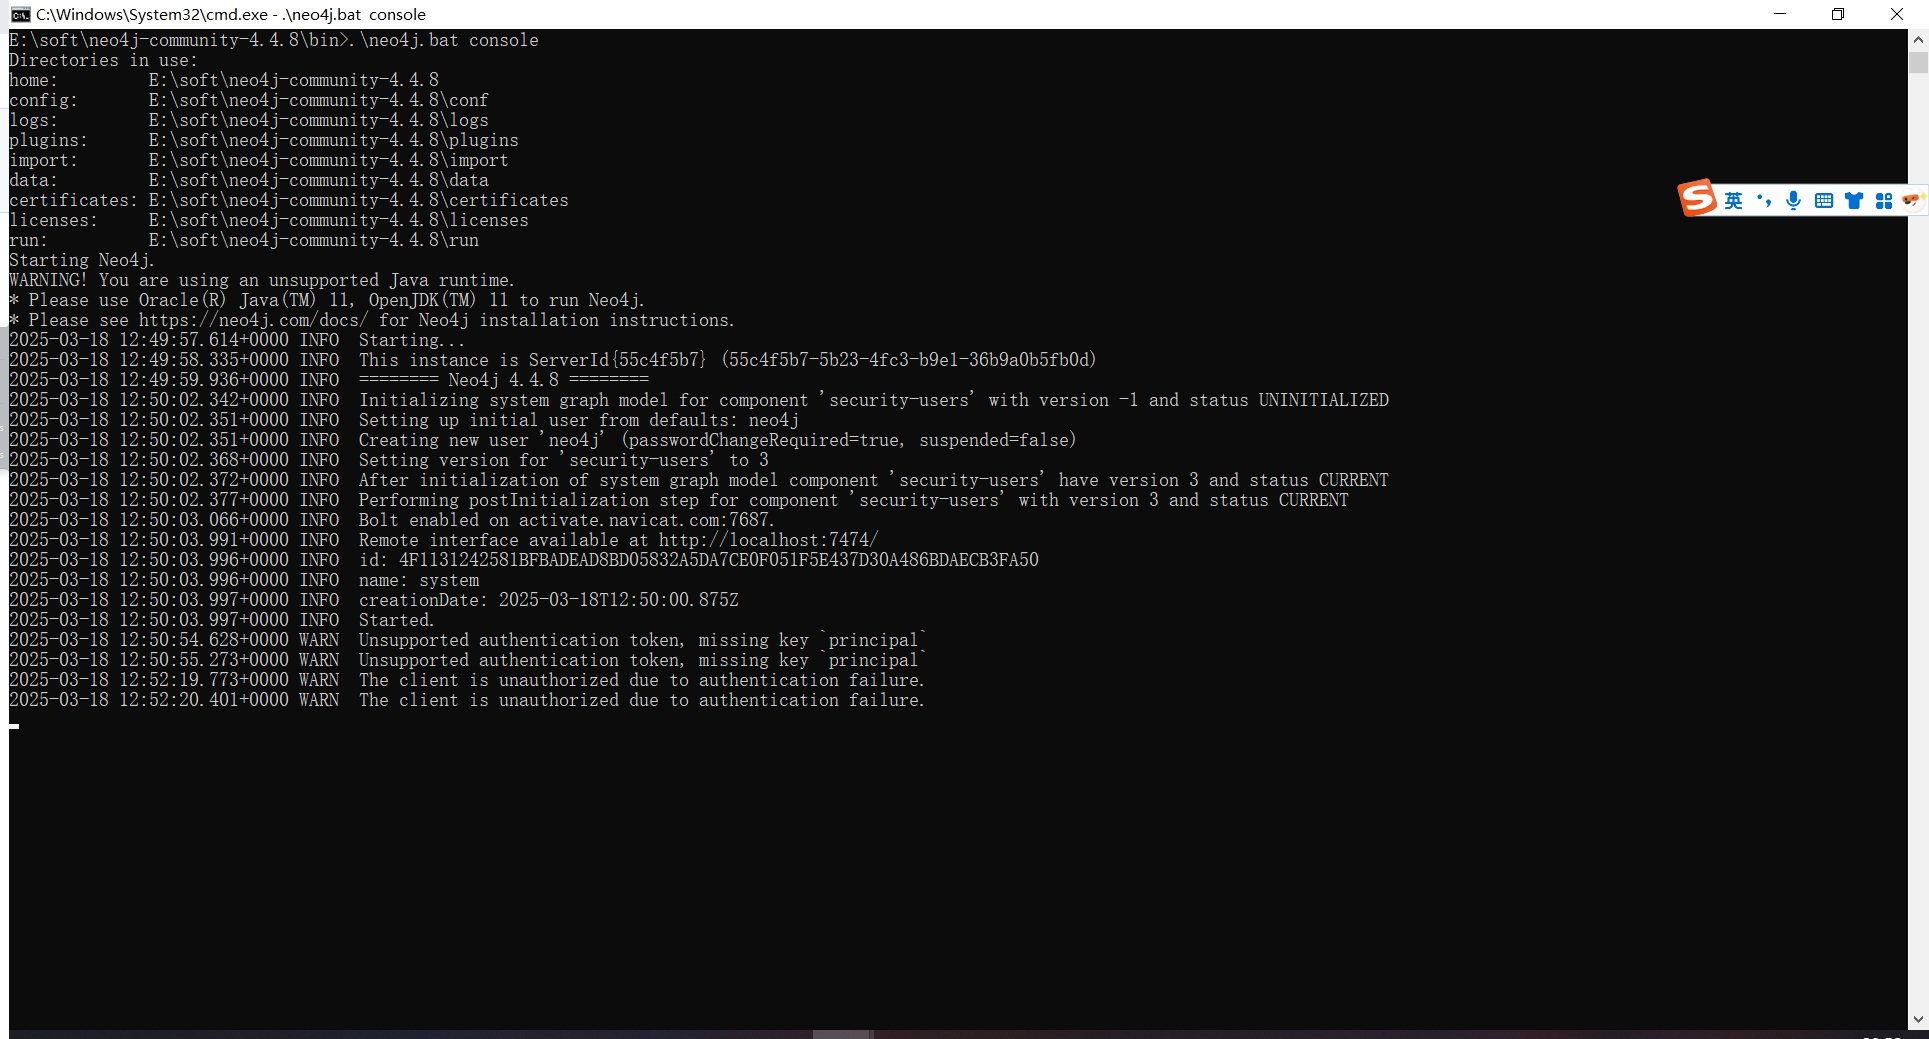 C:\Windows\System32\cmd.exe - .\neo4j.bat  console
E:\soft\neo4j-community-4.4.8\bin>.\neo4j.bat console
Directories in use:
home:         E:\soft\neo4j-community-4.4.8
config:       E:\soft\neo4j-community-4.4.8\conf
logs:         E:\soft\neo4j-community-4.4.8\logs
plugins:      E:\soft\neo4j-community-4.4.8\plugins
import:       E:\soft\neo4j-community-4.4.8\import
data:         E:\soft\neo4j-community-4.4.8\data
certificates: E:\soft\neo4j-community-4.4.8\certificates
licenses:     E:\soft\neo4j-community-4.4.8\licenses
run:          E:\soft\neo4j-community-4.4.8\run
英
Starting Neo4j.
WARNING! You are using an unsupported Java runtime.
* Please use Oracle(R) Java(TM) 11, OpenJDK(TM) 11 to run Neo4j.
* Please see https://neo4j.com/docs/ for Neo4j installation instructions.
2025-03-18 12:49:57.614+0000 INFO  Starting...
2025-03-18 12:49:58.335+0000 INFO  This instance is ServerId{55c4f5b7} (55c4f5b7-5b23-4fc3-b9e1-36b9a0b5fb0d)
2025-03-18 12:49:59.936+0000 INFO  ======== Neo4j 4.4.8 ========
2025-03-18 12:50:02.342+0000 INFO  Initializing system graph model for component 'security-users' with version -1 and status UNINITIALIZED
2025-03-18 12:50:02.351+0000 INFO  Setting up initial user from defaults: neo4j
2025-03-18 12:50:02.351+0000 INFO  Creating new user 'neo4j' (passwordChangeRequired=true, suspended=false)
2025-03-18 12:50:02.368+0000 INFO  Setting version for 'security-users' to 3
2025-03-18 12:50:02.372+0000 INFO  After initialization of system graph model component 'security-users' have version 3 and status CURRENT
2025-03-18 12:50:02.377+0000 INFO  Performing postInitialization step for component 'security-users' with version 3 and status CURRENT
2025-03-18 12:50:03.066+0000 INFO  Bolt enabled on activate.navicat.com:7687.
2025-03-18 12:50:03.991+0000 INFO  Remote interface available at http://localhost:7474/
2025-03-18 12:50:03.996+0000 INFO  id: 4F1131242581BFBADEAD8BD05832A5DA7CE0F051F5E437D30A486BDAECB3FA50
2025-03-18 12:50:03.996+0000 INFO  name: system
2025-03-18 12:50:03.997+0000 INFO  creationDate: 2025-03-18T12:50:00.875Z
2025-03-18 12:50:03.997+0000 INFO  Started.
2025-03-18 12:50:54.628+0000 WARN  Unsupported authentication token, missing key `principal`
2025-03-18 12:50:55.273+0000 WARN  Unsupported authentication token, missing key `principal`
2025-03-18 12:52:19.773+0000 WARN  The client is unauthorized due to authentication failure.
2025-03-18 12:52:20.401+0000 WARN  The client is unauthorized due to authentication failure.